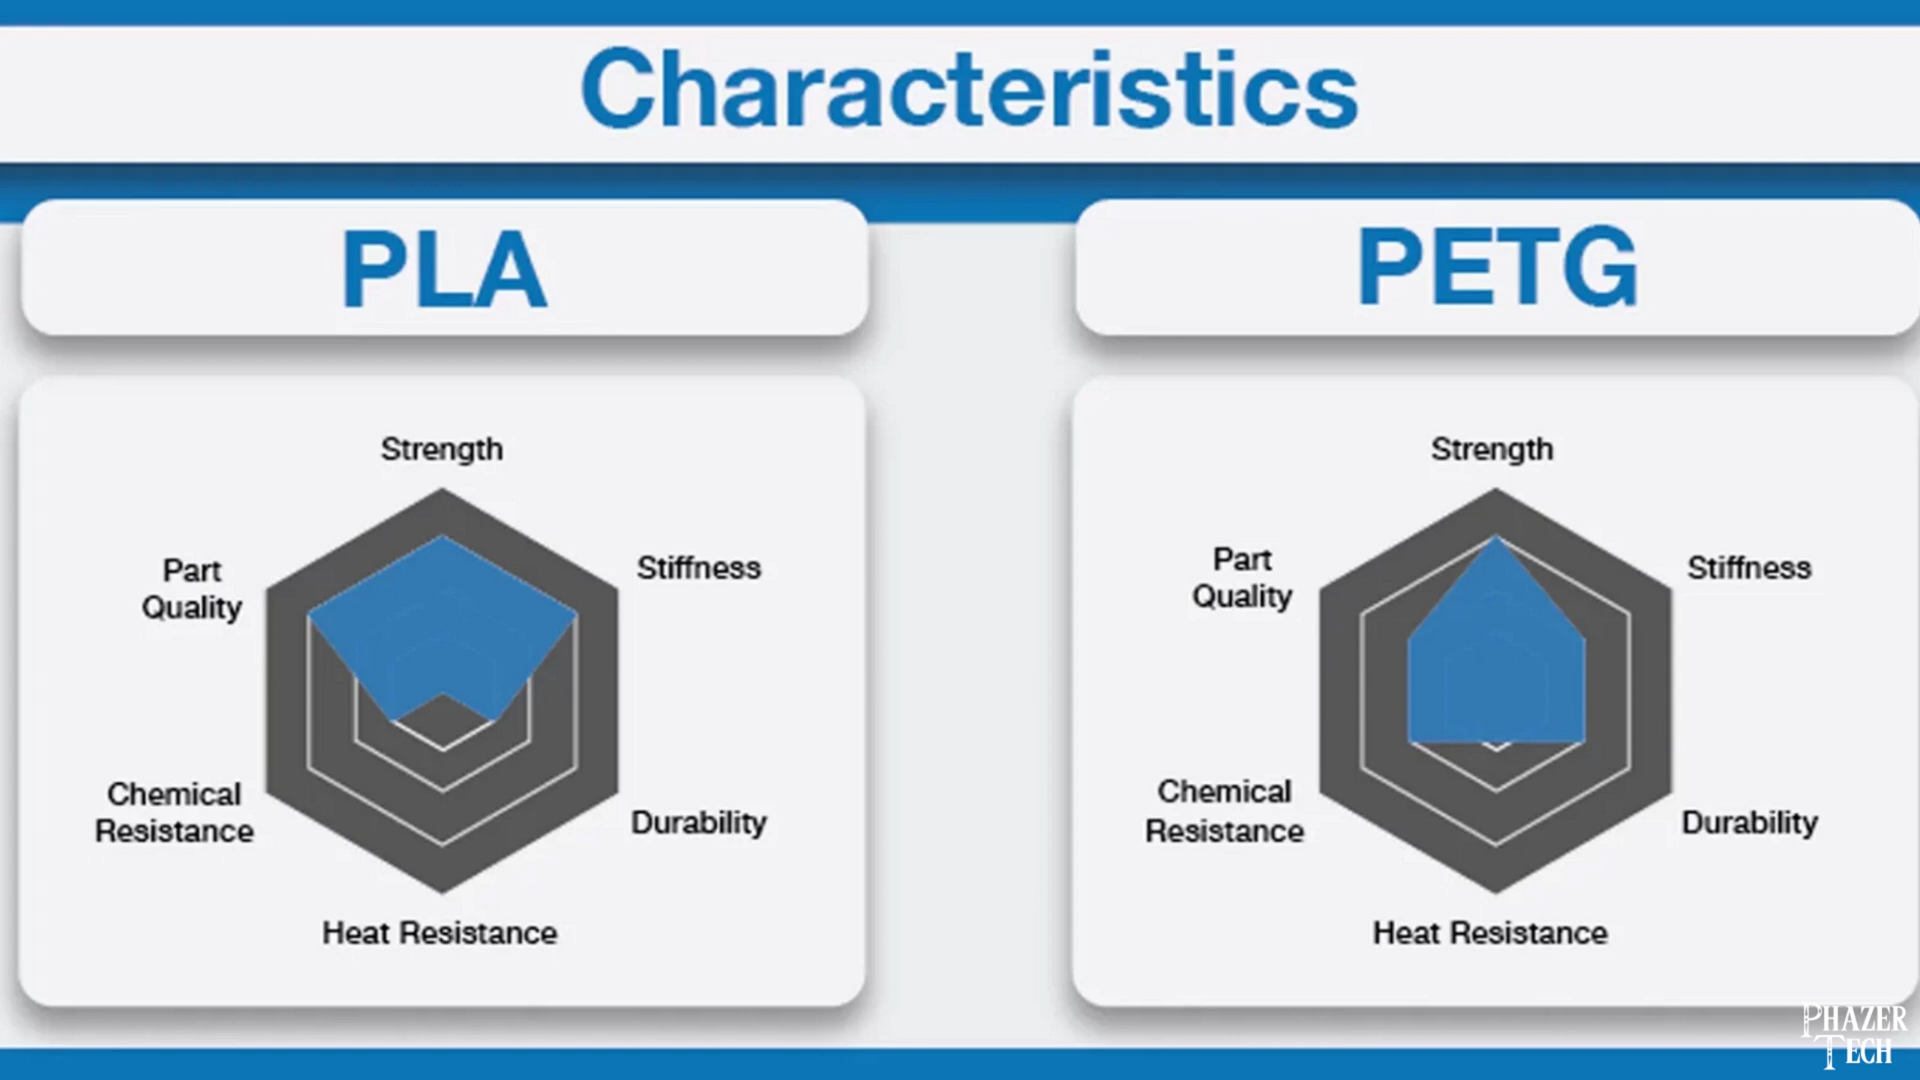 Characteristics
PLA
PETG
Strength
Stiffness
Part
Quality
Chemical
Resistance
Durability
Heat Resistance
Strength
Stiffness
Part
Quality
Chemical
Resistance
Durability
Heat Resistance
PHAZER
TECH